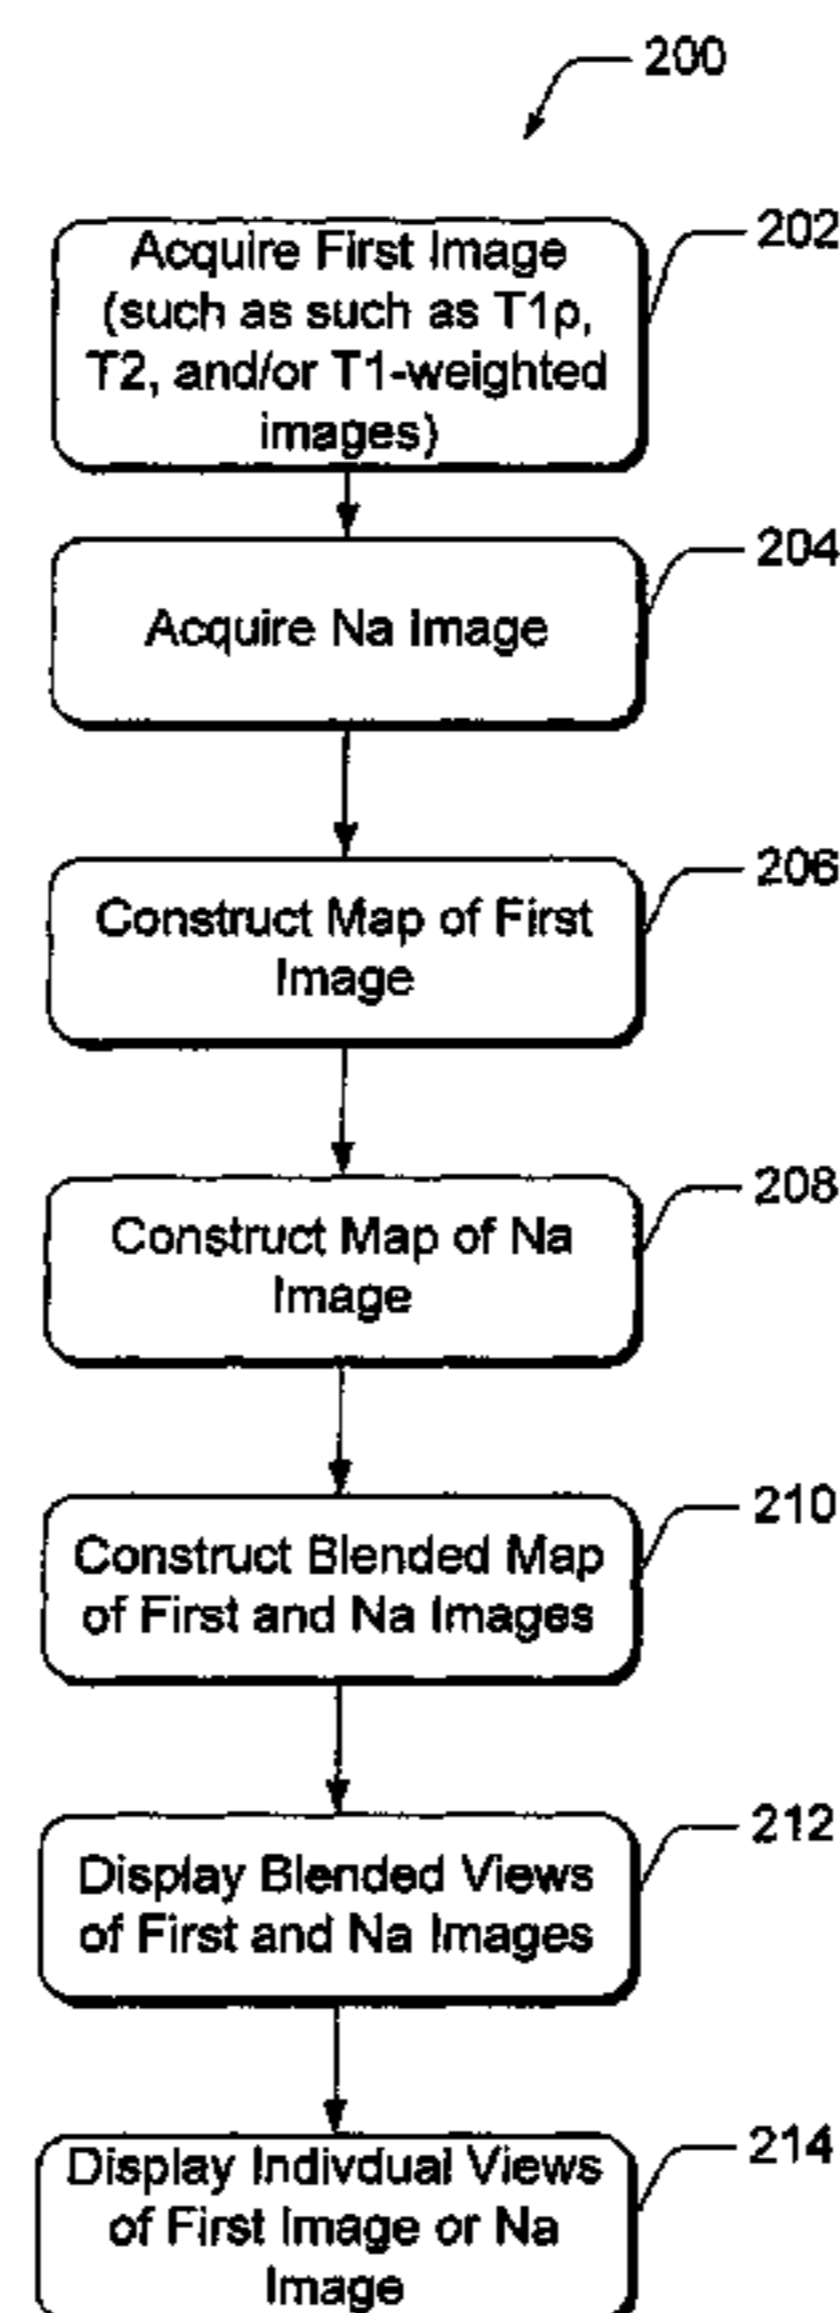 200
202
Acquire First Image
(such as such as T1ρ,
T2, and/or T1-weighted
images)
204
Acquire Na Image
206
Construct Map of First
Image
208
Construct Map of Na
Image
210
Construct Blended Map
of First and Na Images
212
Display Blended Views
of First and Na Images
214
Display Indivdual Views
of First Image or Na
Image